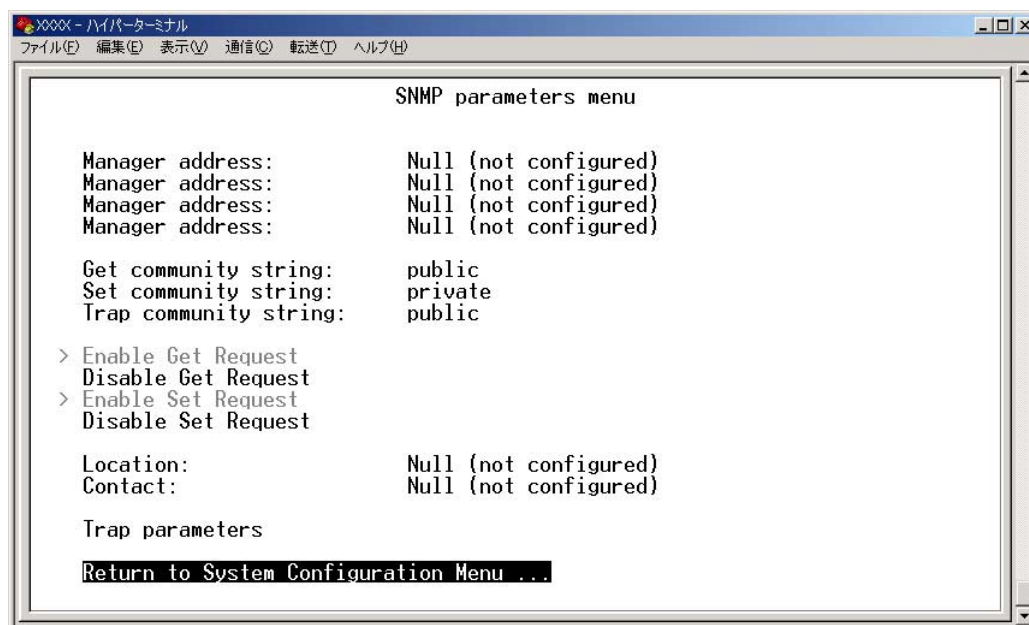 XXXX - ハイパーターミナル
ファイル(F) 編集(E) 表示(V) 通信(C) 転送(T) ヘルプ(H)
SNMP parameters menu
Manager address: Null (not configured)
Manager address: Null (not configured)
Manager address: Null (not configured)
Manager address: Null (not configured)
Get community string: public
Set community string: private
Trap community string: public
> Enable Get Request
Disable Get Request
> Enable Set Request
Disable Set Request
Location: Null (not configured)
Contact: Null (not configured)
Trap parameters
Return to System Configuration Menu ...